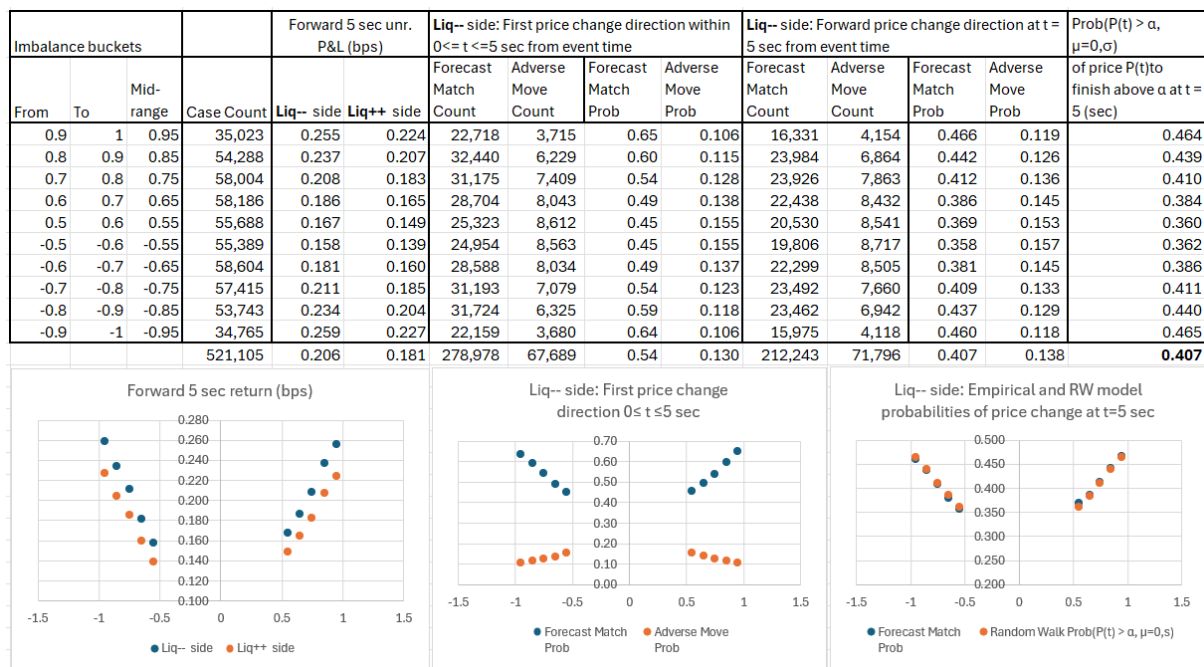 Imbalance buckets
Forward 5 sec unr. P&L (bps)
Liq-- side: First price change direction within 0<= t <=5 sec from event time
Liq-- side: Forward price change direction at t = 5 sec from event time
Prob(P(t) > α, μ=0,σ)
From To Mid-range Case Count Liq-- side Liq++ side Forecast Match Count Adverse Move Count Forecast Match Prob Adverse Move Prob Forecast Match Count Adverse Move Count Forecast Match Prob Adverse Move Prob of price P(t)to finish above α at t = 5 (sec)
0.9 1 0.95 35,023 0.255 0.224 22,718 3,715 0.65 0.106 16,331 4,154 0.466 0.119 0.464
0.8 0.9 0.85 54,288 0.237 0.207 32,440 6,229 0.60 0.115 23,984 6,864 0.442 0.126 0.439
0.7 0.8 0.75 58,004 0.208 0.183 31,175 7,409 0.54 0.128 23,926 7,863 0.412 0.136 0.410
0.6 0.7 0.65 58,186 0.186 0.165 28,704 8,043 0.49 0.138 22,438 8,432 0.386 0.145 0.384
0.5 0.6 0.55 55,688 0.167 0.149 25,323 8,612 0.45 0.155 20,530 8,541 0.369 0.153 0.360
-0.5 -0.6 -0.55 55,389 0.158 0.139 24,954 8,563 0.45 0.155 19,806 8,717 0.358 0.157 0.362
-0.6 -0.7 -0.65 58,604 0.181 0.160 28,588 8,034 0.49 0.137 22,299 8,505 0.381 0.145 0.386
-0.7 -0.8 -0.75 57,415 0.211 0.185 31,193 7,079 0.54 0.123 23,492 7,660 0.409 0.133 0.411
-0.8 -0.9 -0.85 53,743 0.234 0.204 31,724 6,325 0.59 0.118 23,462 6,942 0.437 0.129 0.440
-0.9 -1 -0.95 34,765 0.259 0.227 22,159 3,680 0.64 0.106 15,975 4,118 0.460 0.118 0.465
521,105 0.206 0.181 278,978 67,689 0.54 0.130 212,243 71,796 0.407 0.138 0.407
Forward 5 sec return (bps)
0.280
0.260
0.240
0.220
0.200
0.180
0.160
0.140
0.120
0.100
-1.5 -1 -0.5 0 0.5 1 1.5
Liq-- side Liq++ side
Liq-- side: First price change
direction 0≤ t ≤5 sec
0.70
0.60
0.50
0.40
0.30
0.20
0.10
0.00
-1.5 -1 -0.5 0 0.5 1 1.5
Forecast Match Prob Adverse Move Prob
Liq-- side: Empirical and RW model
probabilities of price change at t=5 sec
0.500
0.450
0.400
0.350
0.300
0.250
0.200
-1.5 -1 -0.5 0 0.5 1 1.5
Forecast Match Prob Random Walk Prob(P(t) > α, μ=0,s)